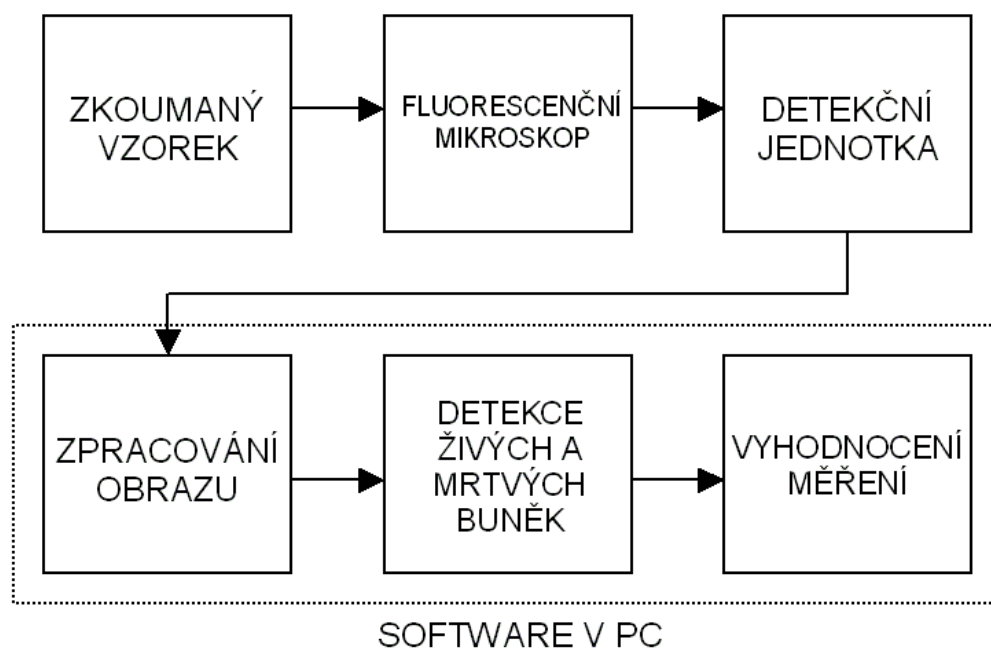 ZKOUMANÝ
VZOREK
FLUORESCENČNÍ
MIKROSKOP
DETEKČNÍ
JEDNOTKA
ZPRACOVÁNÍ
OBRAZU
DETEKCE
ŽIVÝCH A
MRTVÝCH
BUNĚK
VYHODNOCENÍ
MĚŘENÍ
SOFTWARE V PC